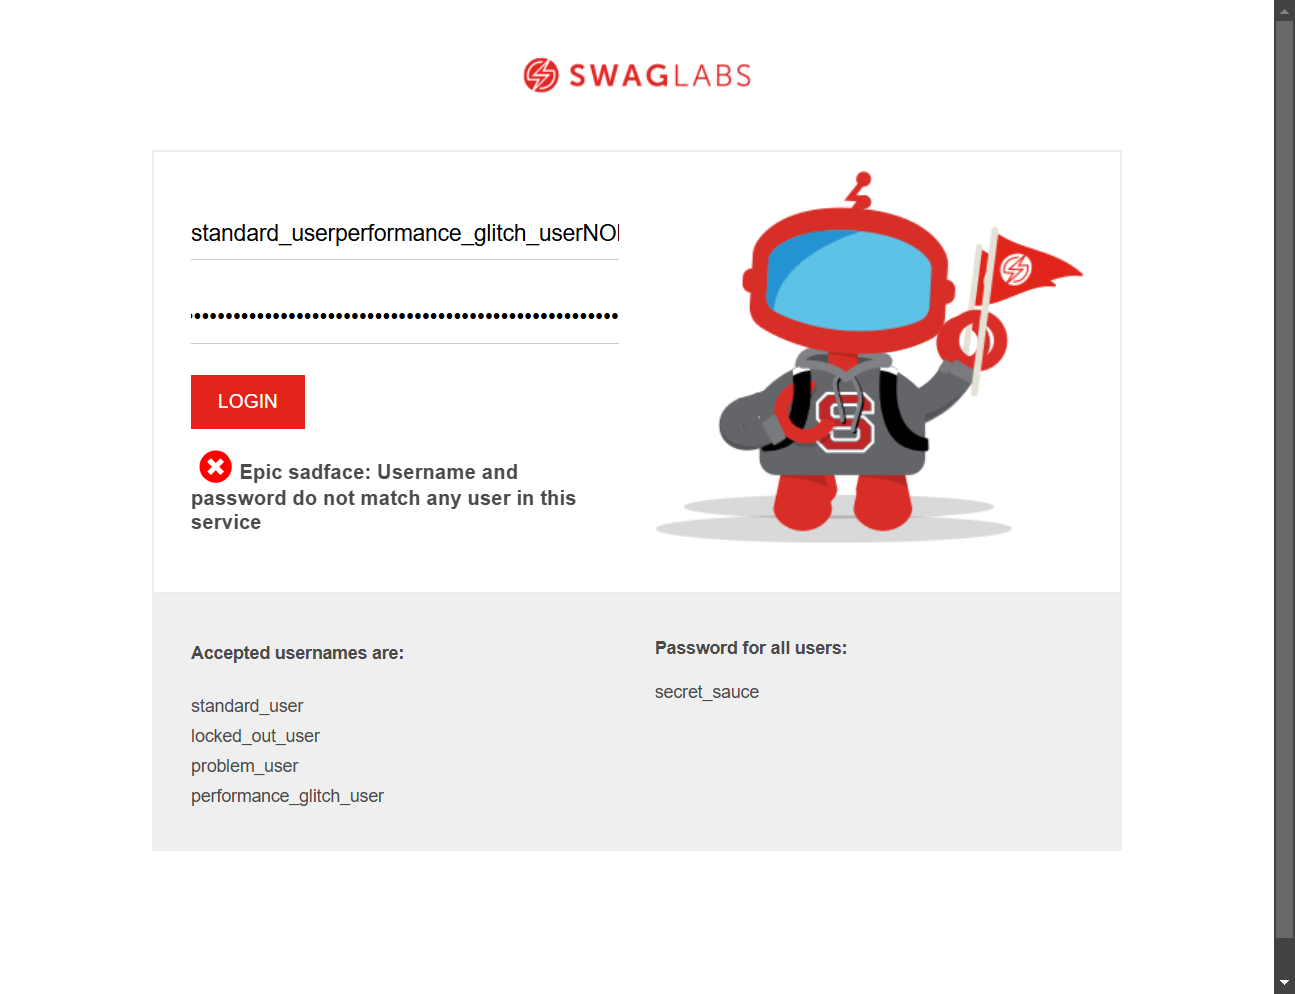 SWAGLABS
standard_userperformance_glitch_userNO
LOGIN
Epic sadface: Username and
password do not match any user in this
service
S
Accepted usernames are:
standard_user
locked_out_user
problem_user
performance_glitch_user
Password for all users:
secret_sauce